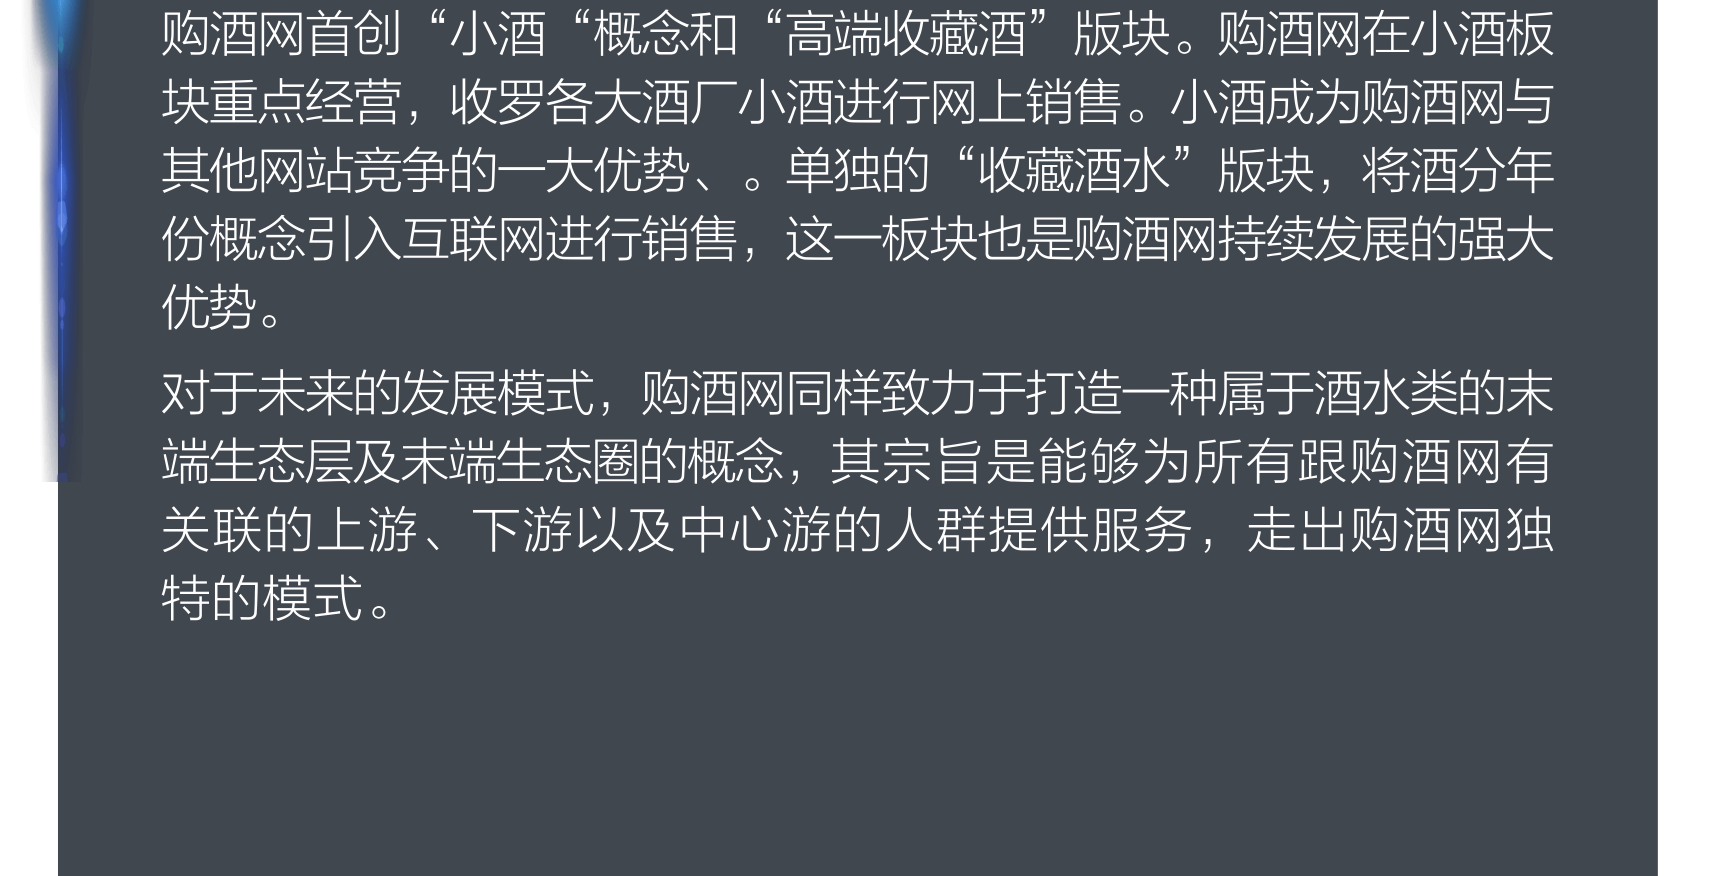 购酒网首创“小酒“概念和“高端收藏酒”版块。购酒网在小酒板
块重点经营，收罗各大酒厂小酒进行网上销售。小酒成为购酒网与
其他网站竞争的一大优势、。单独的“收藏酒水”版块，将酒分年
份概念引入互联网进行销售，这一板块也是购酒网持续发展的强大
优势。
对于未来的发展模式，购酒网同样致力于打造一种属于酒水类的末
端生态层及末端生态圈的概念，其宗旨是能够为所有跟购酒网有
关联的上游、下游以及中心游的人群提供服务，走出购酒网独
特的模式。